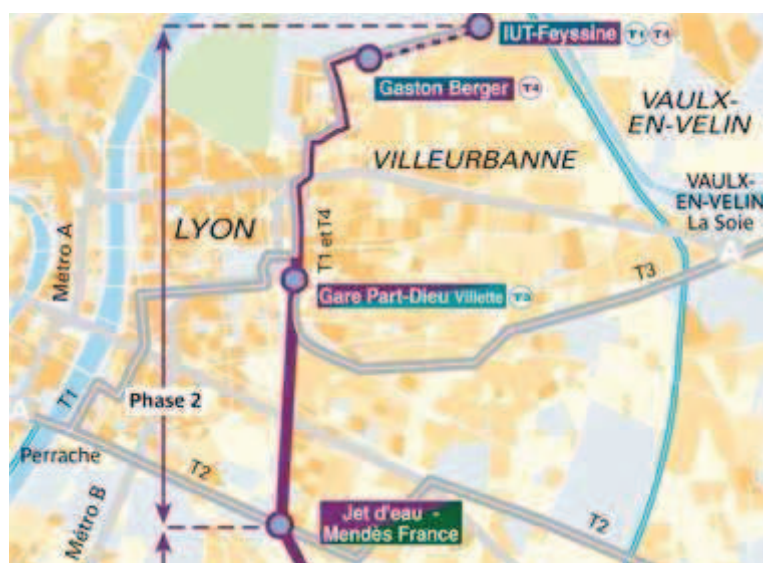 IUT-Feyssine T1 T4
Gaston Berger T4
VAULX-
EN-VELIN
VILLEURBANNE
VAULX-
EN-VELIN
La Soie
A
LYON
T1 et T4
Métro A
T3
Gare Part-Dieu Villette T3
Phase 2
T1
A
Perrache
T2
Métro B
Jet d'eau -
Mendès France
T2